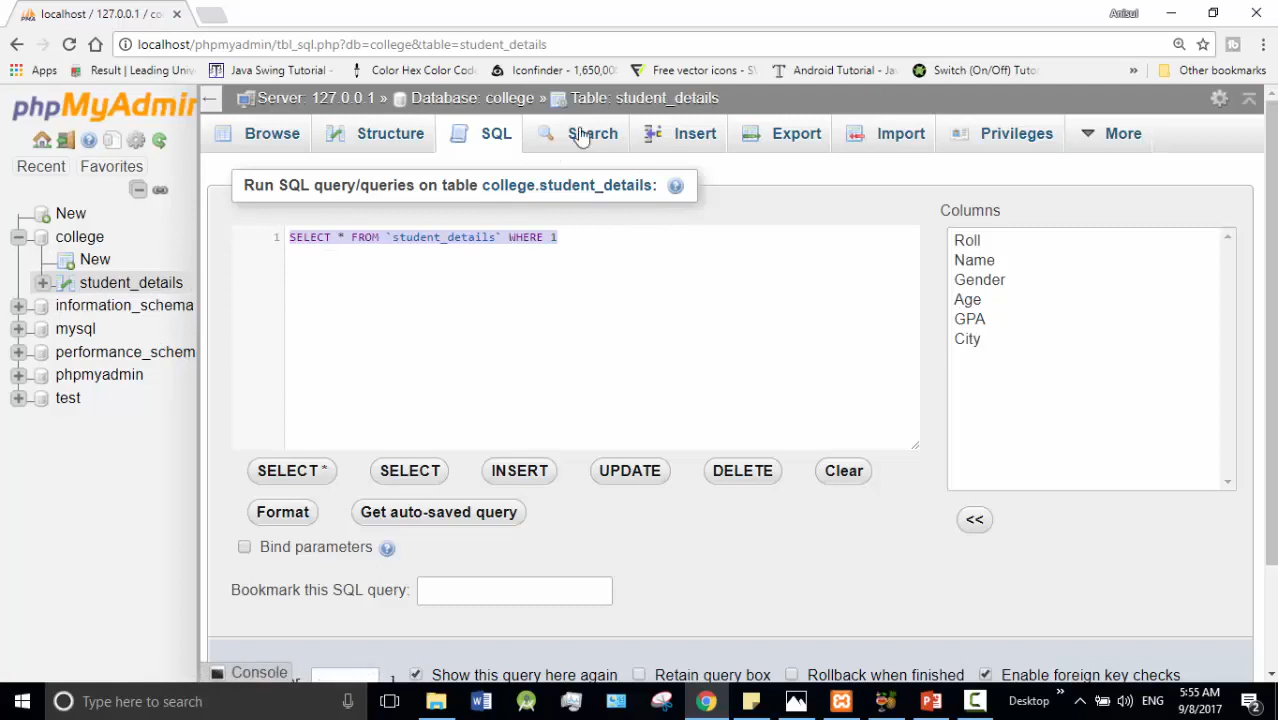 localhost / 127.0.0.1 / co
Anisul
localhost/phpmyadmin/tbl_sql.php?db=college&table=student_details
Apps
Result | Leading Univ
Java Swing Tutorial -
Color Hex Color Cod
Iconfinder - 1,650,00
Free vector icons - SV
Android Tutorial - Ja
Switch (On/Off) Tuto
»
Other bookmarks
phpMyAdmin
Server: 127.0.0.1 » Database: college » Table: student_details
Browse
Structure
SQL
Search
Insert
Export
Import
Privileges
More
Recent
Favorites
New
college
New
student_details
information_schema
mysql
performance_schem
phpmyadmin
test
Run SQL query/queries on table college.student_details:
1
SELECT * FROM `student_details` WHERE 1
Columns
Roll
Name
Gender
Age
GPA
City
SELECT *
SELECT
INSERT
UPDATE
DELETE
Clear
Format
Get auto-saved query
<<
Bind parameters
Bookmark this SQL query:
Console
Show this query here again
Retain query box
Rollback when finished
Enable foreign key checks
Type here to search
Desktop
»
ENG
5:55 AM
9/8/2017
2